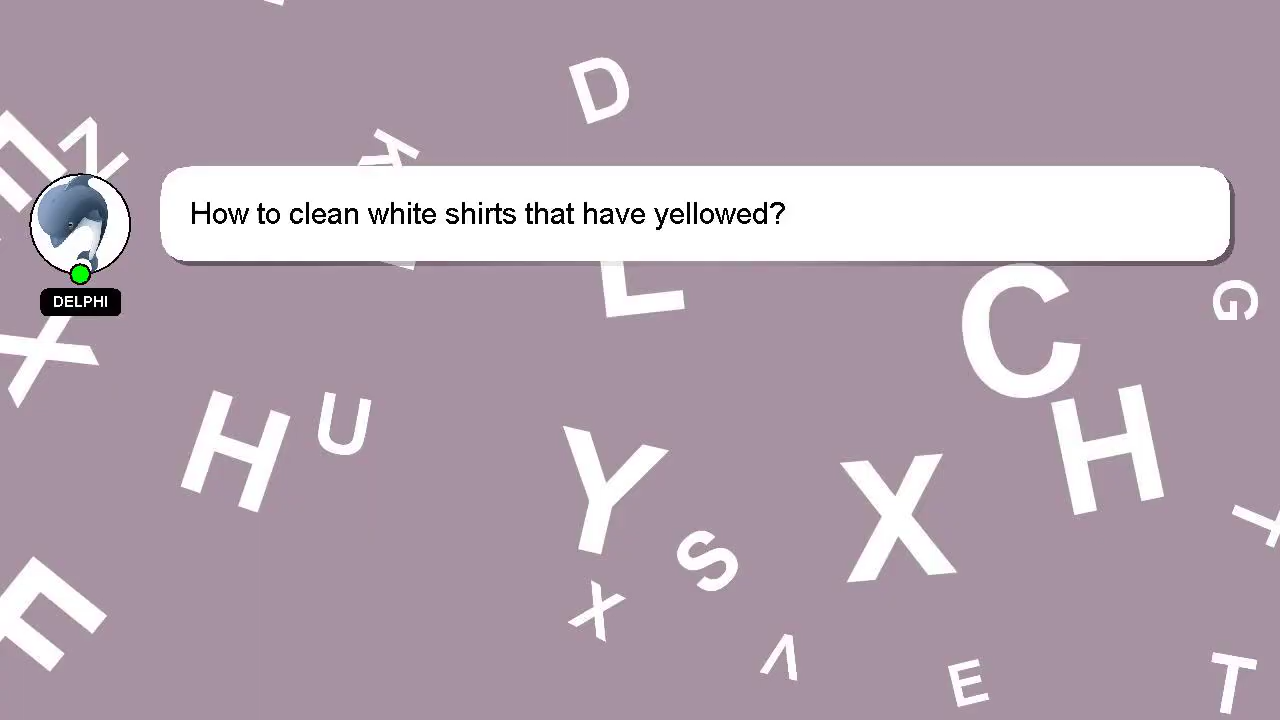 D
Z
K
How to clean white shirts that have yellowed?
DELPHI
L
C
G
X
H
U
H
Y
X
S
T
X
V
E
T